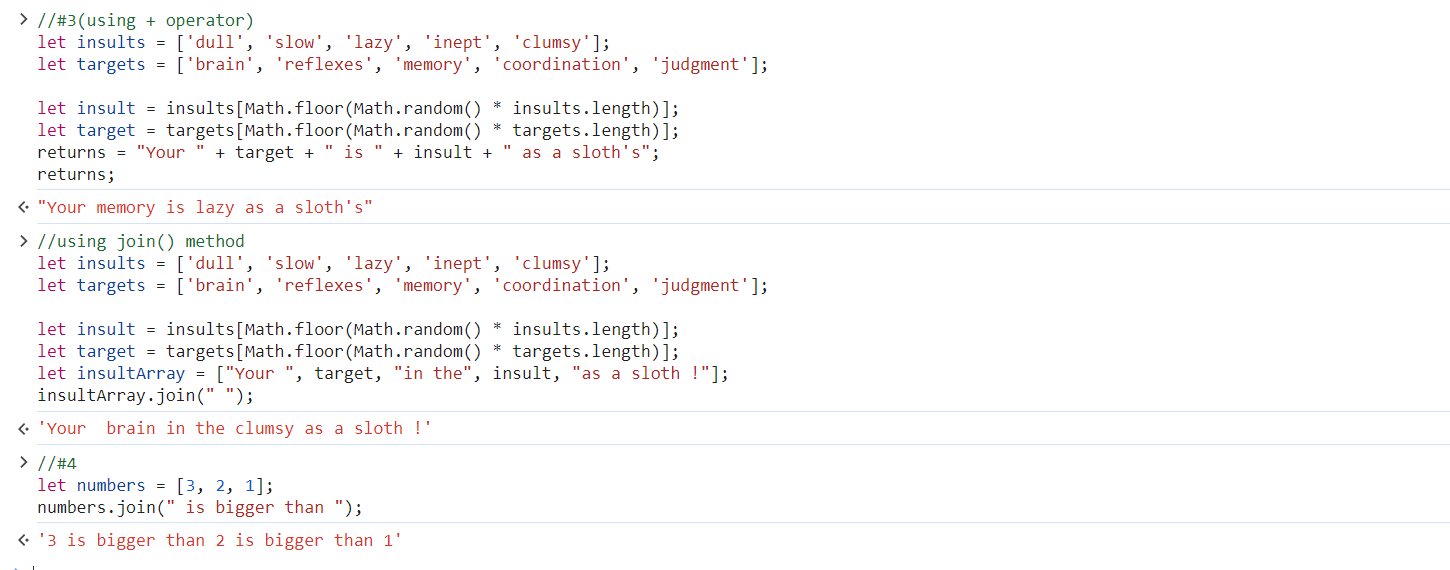 > //#3(using + operator)
let insults = ['dull', 'slow', 'lazy', 'inept', 'clumsy'];
let targets = ['brain', 'reflexes', 'memory', 'coordination', 'judgment'];
let insult = insults[Math.floor(Math.random() * insults.length)];
let target = targets[Math.floor(Math.random() * targets.length)];
returns = "Your " + target + " is " + insult + " as a sloth's";
returns;
"Your memory is lazy as a sloth's"
> //using join() method
let insults = ['dull', 'slow', 'lazy', 'inept', 'clumsy'];
let targets = ['brain', 'reflexes', 'memory', 'coordination', 'judgment'];
let insult = insults[Math.floor(Math.random() * insults.length)];
let target = targets[Math.floor(Math.random() * targets.length)];
let insultArray = ["Your ", target, "in the", insult, "as a sloth !"];
insultArray.join(" ");
'Your  brain in the clumsy as a sloth !'
> //#4
let numbers = [3, 2, 1];
numbers.join(" is bigger than ");
'3 is bigger than 2 is bigger than 1'